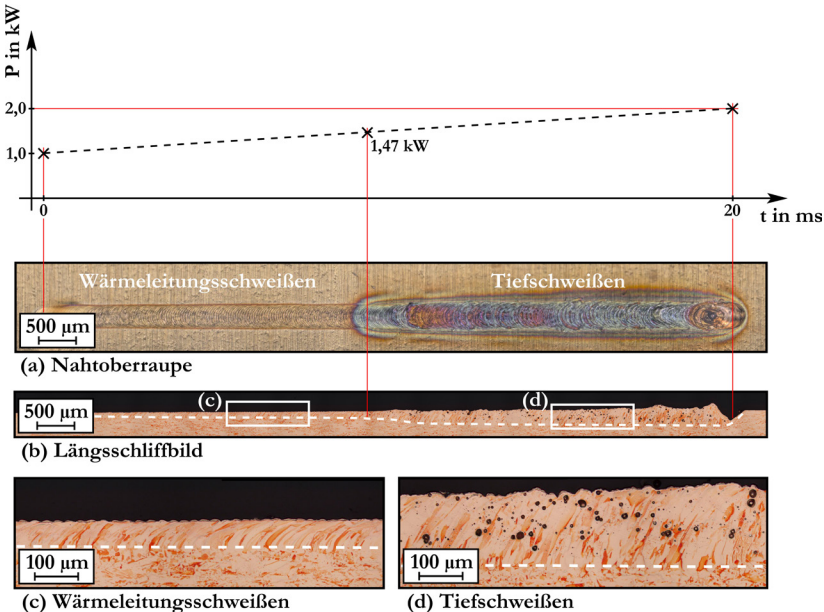 P in kW
2,0
1,0
1,47 kW
0
20
t in ms
Wärmeleitungsschweißen
Tiefschweißen
500 µm
(a) Nahtoberraupe
(c)
(d)
500 µm
(b) Längsschliffbild
100 µm
100 µm
(c) Wärmeleitungsschweißen
(d) Tiefschweißen